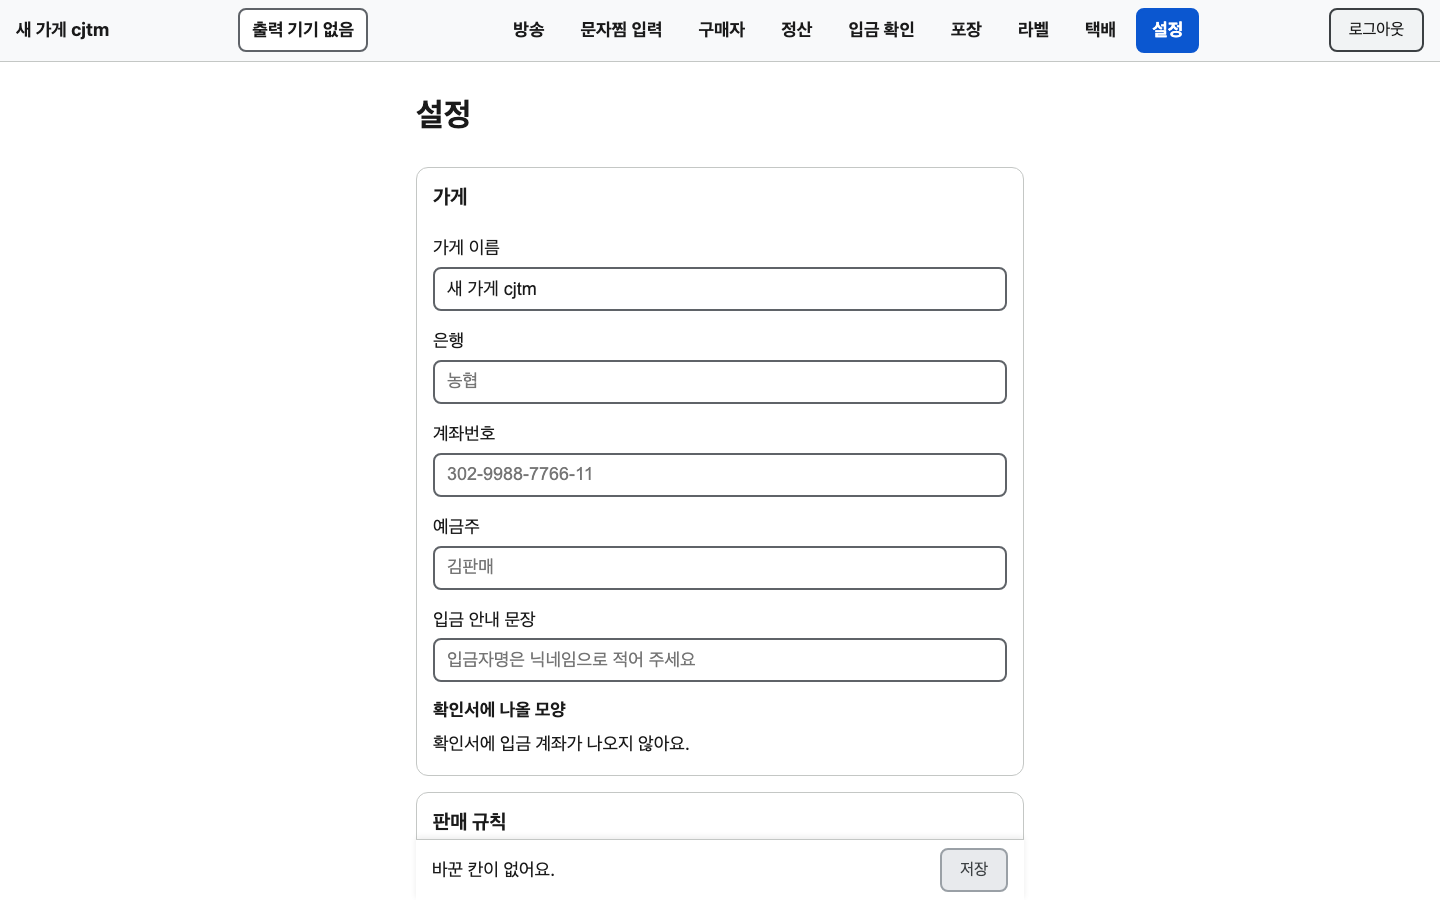 새 가게 cjtm
출력 기기 없음
방송
문자찜 입력
구매자
정산
입금 확인
포장
라벨
택배
설정
로그아웃
설정
가게
가게 이름
새 가게 cjtm
은행
농협
계좌번호
302-9988-7766-11
예금주
김판매
입금 안내 문장
입금자명은 닉네임으로 적어 주세요
확인서에 나올 모양
확인서에 입금 계좌가 나오지 않아요.
판매 규칙
바꾼 칸이 없어요.
저장